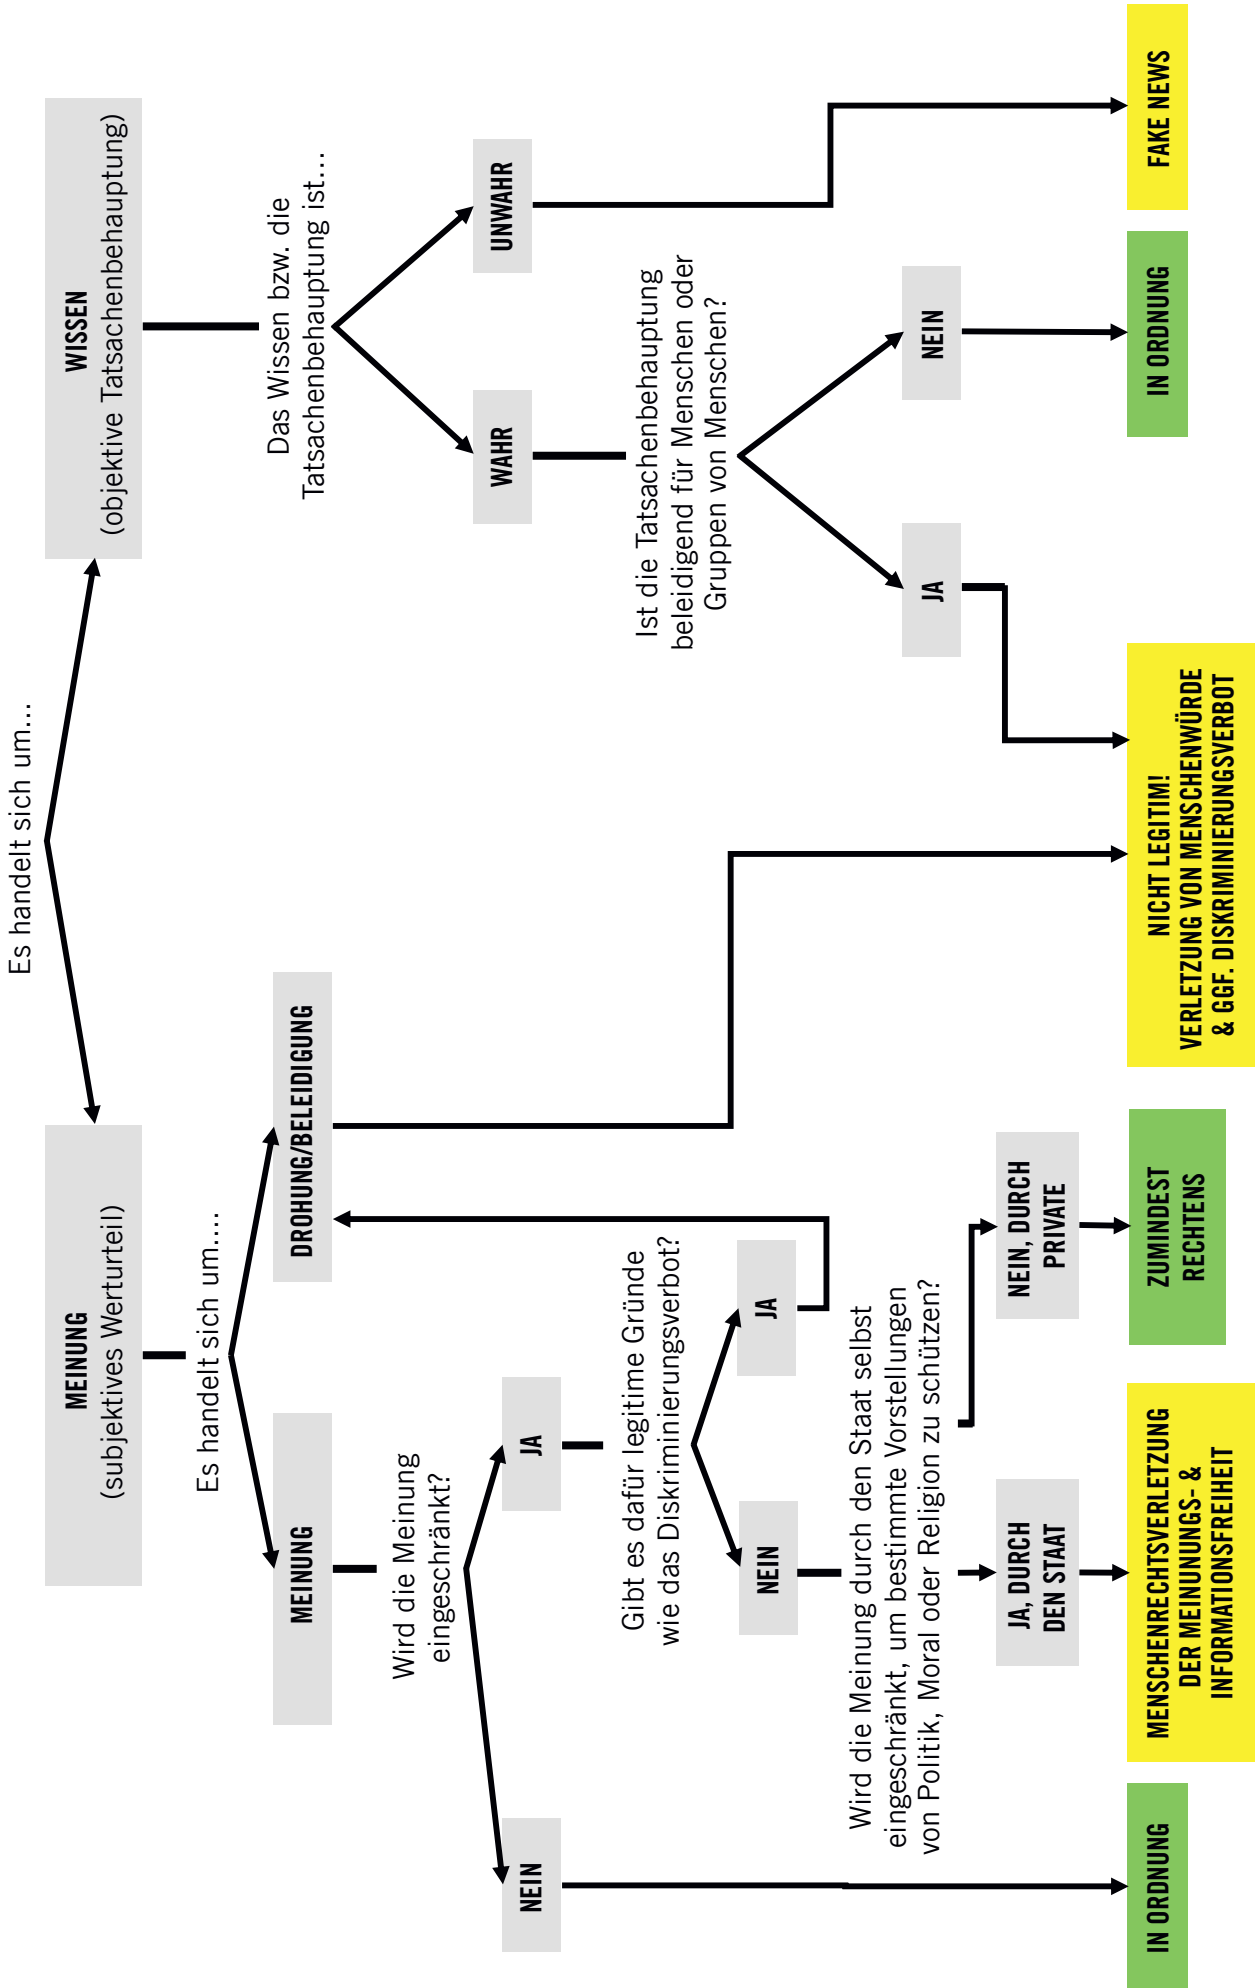 Es handelt sich um...
MEINUNG
(subjektives Werturteil)
WISSEN
(objektive Tatsachenbehauptung)
Es handelt sich um....
Das Wissen bzw. die
Tatsachenbehauptung ist...
MEINUNG
DROHUNG/BELEIDIGUNG
WAHR
UNWAHR
Wird die Meinung
eingeschränkt?
NEIN
JA
Ist die Tatsachenbehauptung
beleidigend für Menschen oder
Gruppen von Menschen?
Gibt es dafür legitime Gründe
wie das Diskriminierungsverbot?
NEIN
JA
JA
NEIN
Wird die Meinung durch den Staat selbst
eingeschränkt, um bestimmte Vorstellungen
von Politik, Moral oder Religion zu schützen?
JA, DURCH
DEN STAAT
NEIN, DURCH
PRIVATE
IN ORDNUNG
MENSCHENRECHTSVERLETZUNG
DER MEINUNUNGS- &
INFORMATIONSFREIHEIT
ZUMINDEST
RECHTENS
NICHT LEGITIM!
VERLETZUNG VON MENSCHENWÜRDE
& GGF. DISKRIMINIERUNGSVERBOT
IN ORDNUNG
FAKE NEWS